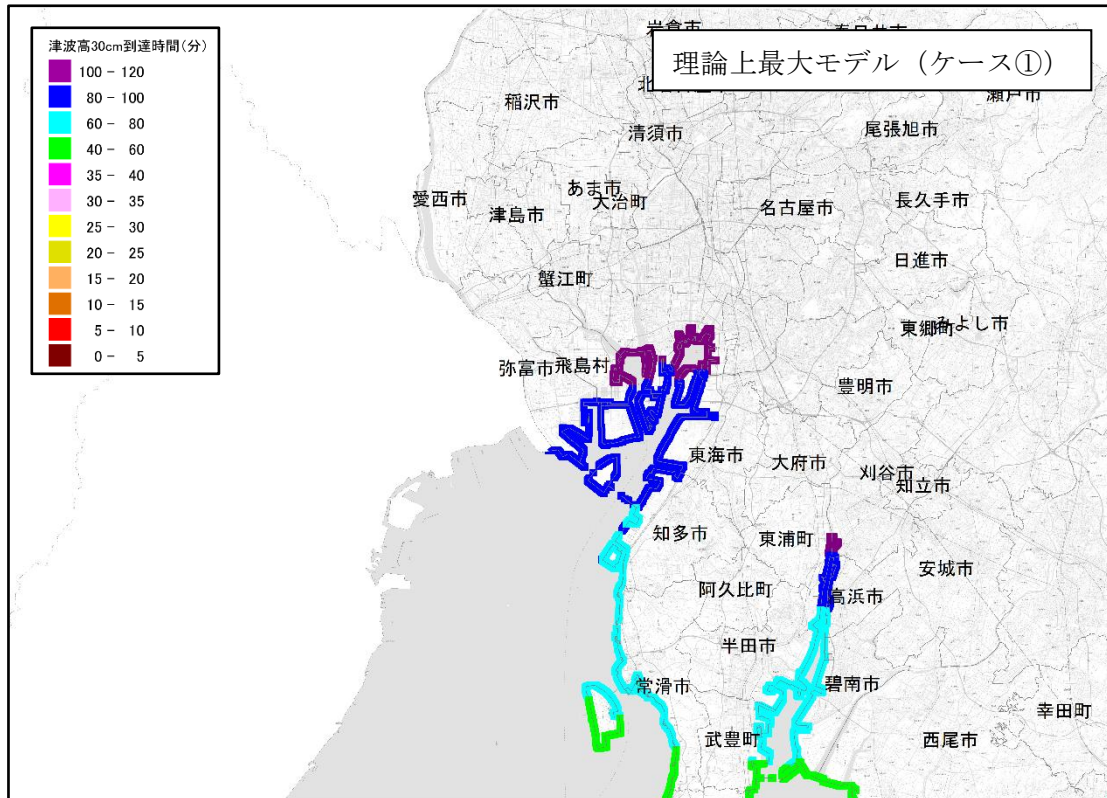 津波高30cm到達時間(分)
100 - 120
80 - 100
60 - 80
40 - 60
35 - 40
30 - 35
25 - 30
20 - 25
15 - 20
10 - 15
5 - 10
0 - 5
理論上最大モデル（ケース①）
岩倉市
稲沢市
清須市
瀬戸市
尾張旭市
愛西市
津島市
あま市
大治町
名古屋市
長久手市
日進市
蟹江町
東郷町
みよし市
弥富市
飛島村
豊明市
東海市
大府市
刈谷市
知立市
知多市
東浦町
安城市
阿久比町
高浜市
半田市
常滑市
碧南市
武豊町
西尾市
幸田町